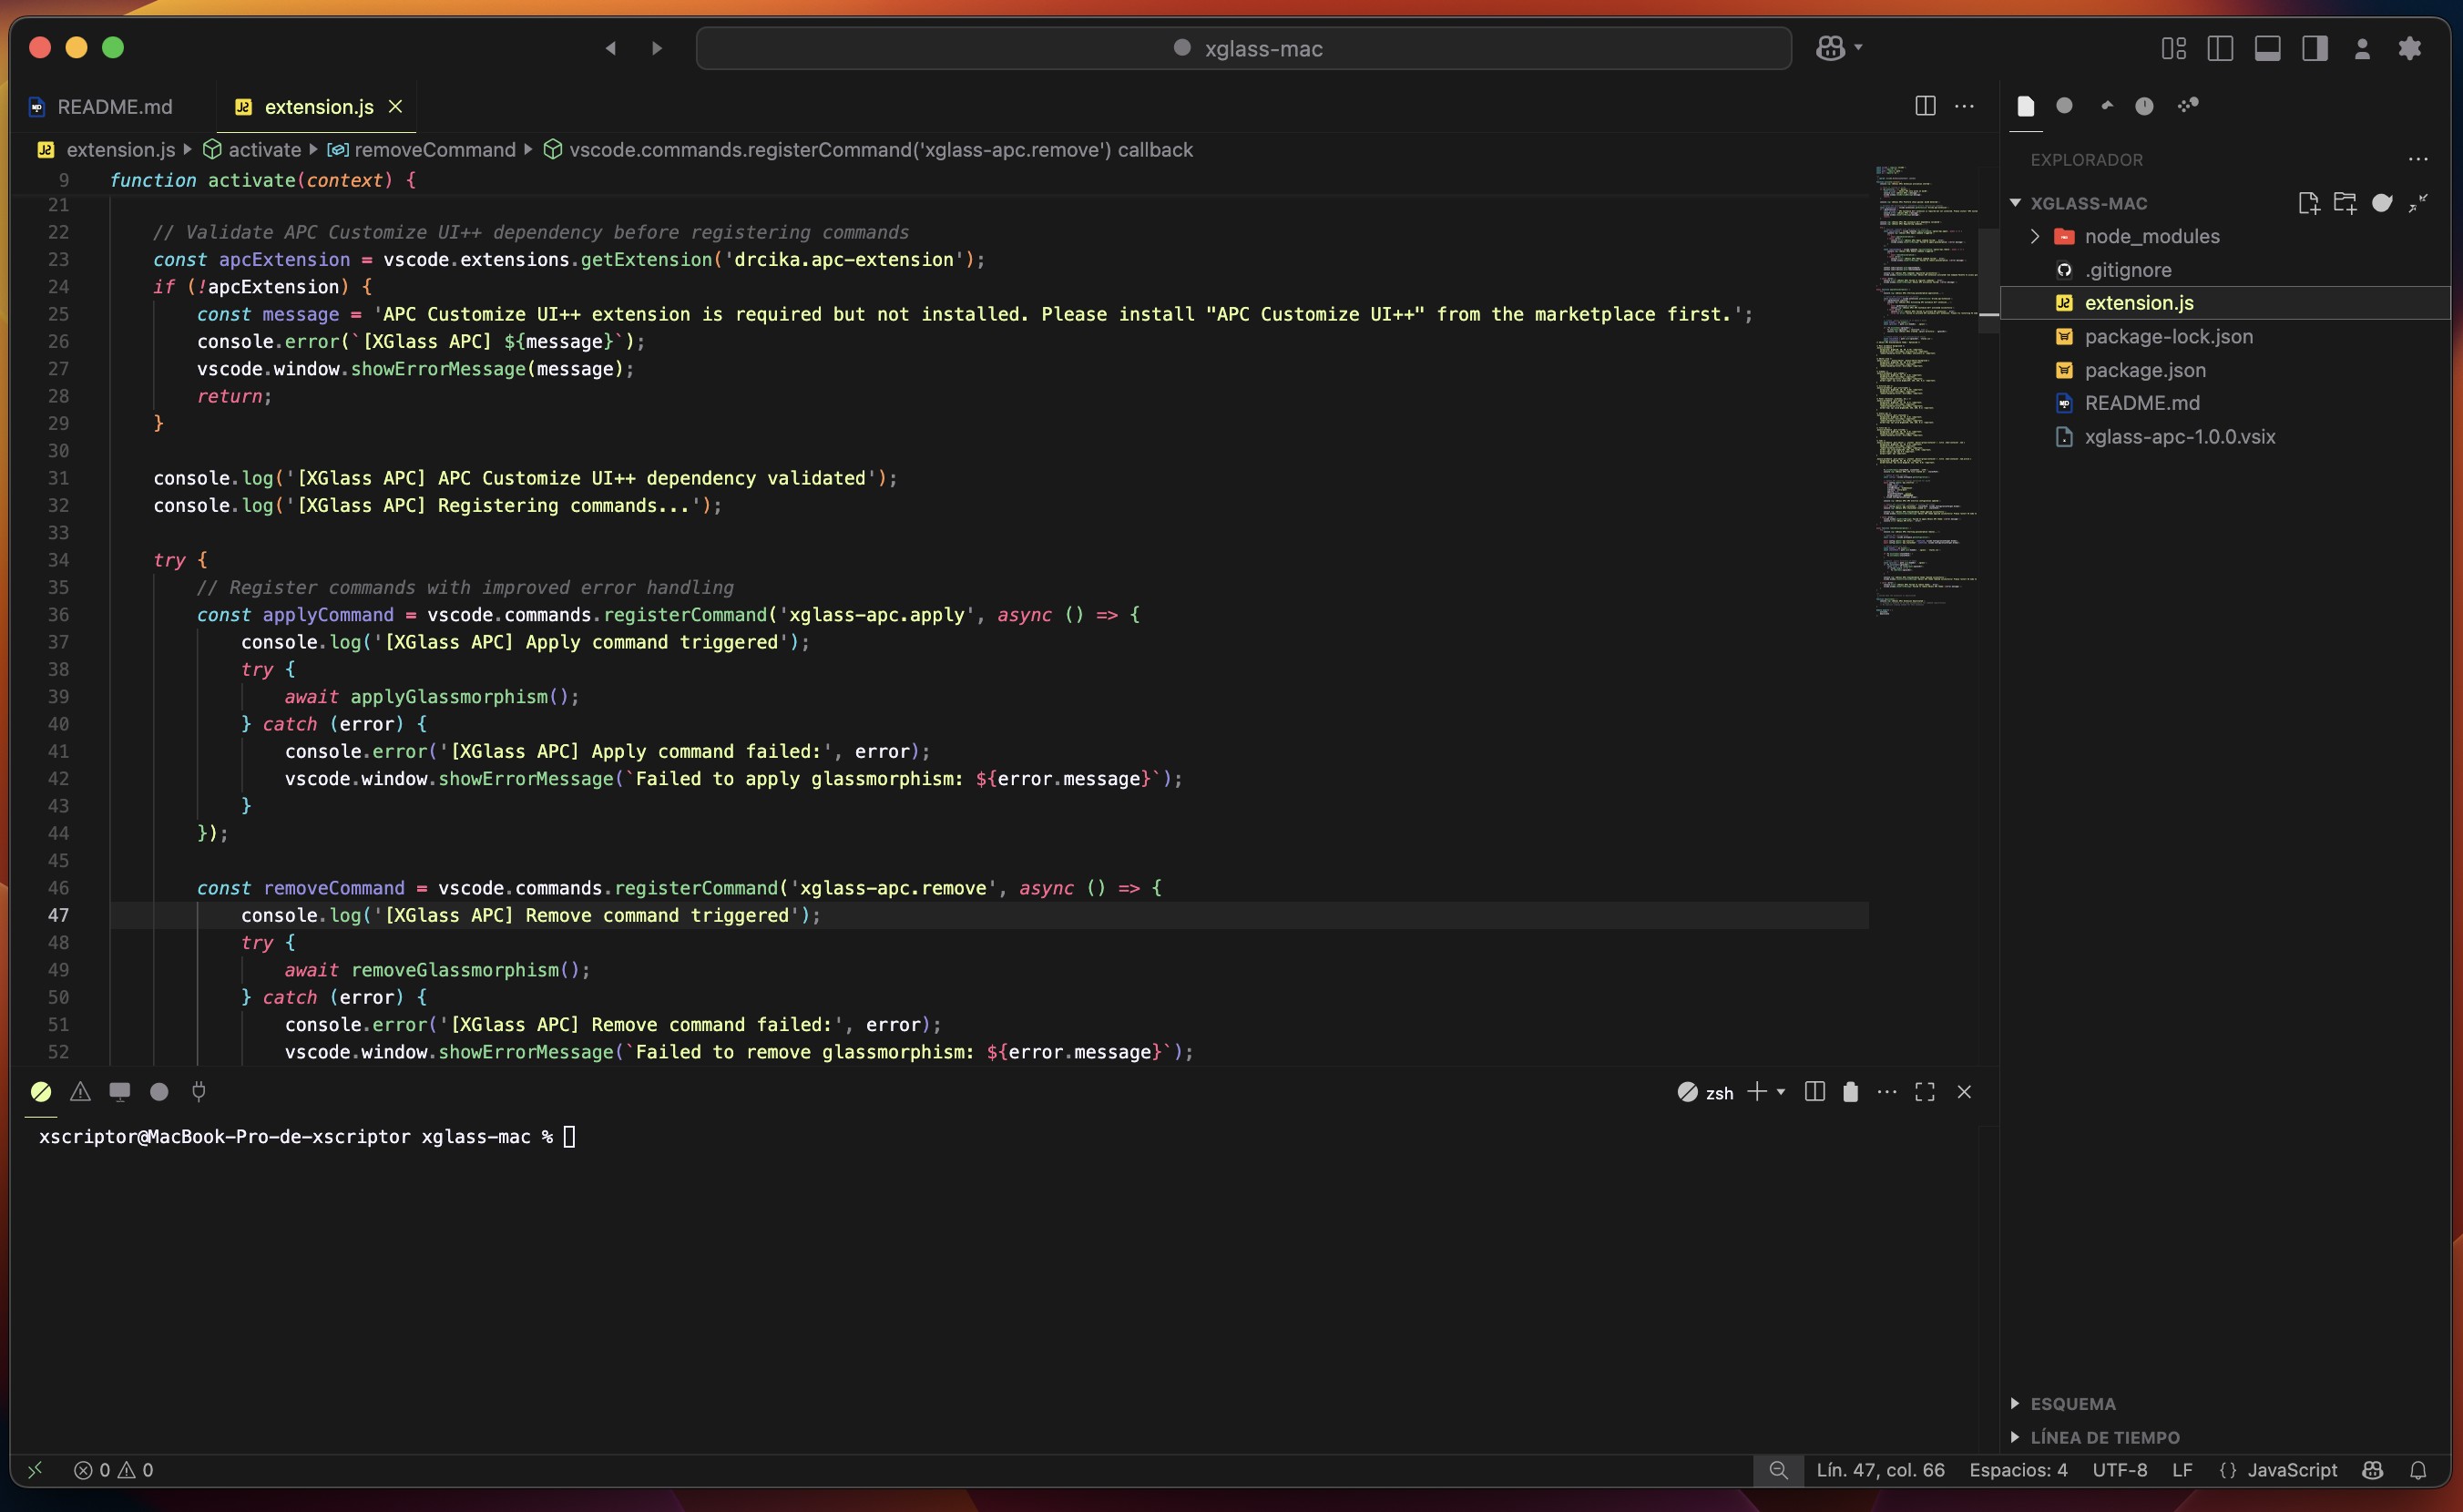 xglass-mac
README.md
extension.js
extension.js activate removeCommand vscode.commands.registerCommand('xglass-apc.remove') callback
9 function activate(context) {
21
22 // Validate APC Customize UI++ dependency before registering commands
23 const apcExtension = vscode.extensions.getExtension('drcika.apc-extension');
24 if (!apcExtension) {
25 const message = 'APC Customize UI++ extension is required but not installed. Please install "APC Customize UI++" from the marketplace first.';
26 console.error(`[XGlass APC] ${message}`);
27 vscode.window.showErrorMessage(message);
28 return;
29 }
30
31 console.log('[XGlass APC] APC Customize UI++ dependency validated');
32 console.log('[XGlass APC] Registering commands...');
33
34 try {
35 // Register commands with improved error handling
36 const applyCommand = vscode.commands.registerCommand('xglass-apc.apply', async () => {
37 console.log('[XGlass APC] Apply command triggered');
38 try {
39 await applyGlassmorphism();
40 } catch (error) {
41 console.error('[XGlass APC] Apply command failed:', error);
42 vscode.window.showErrorMessage(`Failed to apply glassmorphism: ${error.message}`);
43 }
44 });
45
46 const removeCommand = vscode.commands.registerCommand('xglass-apc.remove', async () => {
47 console.log('[XGlass APC] Remove command triggered');
48 try {
49 await removeGlassmorphism();
50 } catch (error) {
51 console.error('[XGlass APC] Remove command failed:', error);
52 vscode.window.showErrorMessage(`Failed to remove glassmorphism: ${error.message}`);
zsh
xscriptor@MacBook-Pro-de-xscriptor xglass-mac %
EXPLORADOR
XGLASS-MAC
node_modules
.gitignore
extension.js
package-lock.json
package.json
README.md
xglass-apc-1.0.0.vsix
ESQUEMA
LÍNEA DE TIEMPO
0 0
Lín. 47, col. 66 Espacios: 4 UTF-8 LF {} JavaScript